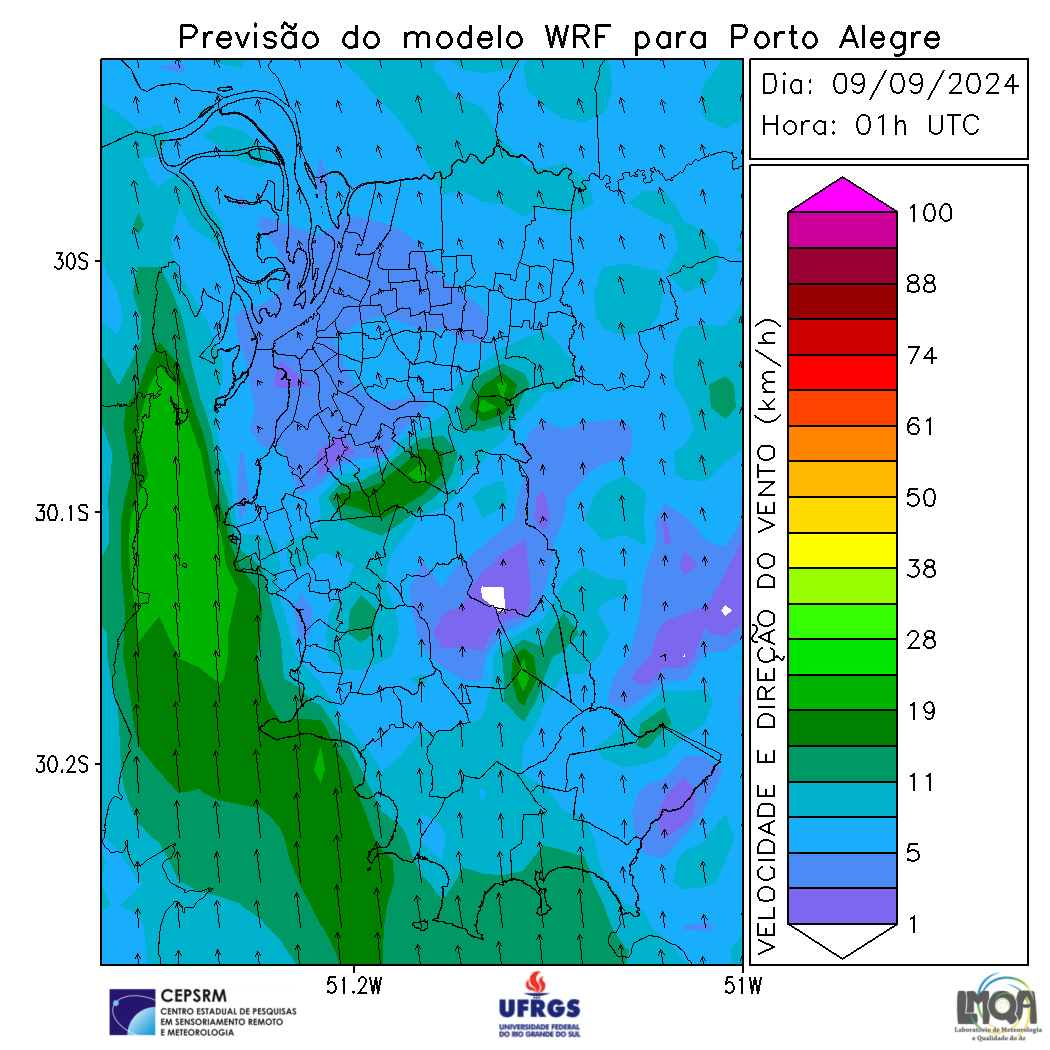 Previsão do modelo WRF para Porto Alegre
Dia: 09/09/2024
Hora: 01h UTC
30S
30.1S
30.2S
51.2W
51W
VELOCIDADE E DIREÇÃO DO VENTO (km/h)
100
88
74
61
50
38
28
19
11
5
1
CEPSRM
CENTRO ESTADUAL DE PESQUISAS
EM SENSORIAMENTO REMOTO
E METEOROLOGIA
UFRGS
UNIVERSIDADE FEDERAL
DO RIO GRANDE DO SUL
LMQA
Laboratório de Meteorologia
e Qualidade do Ar